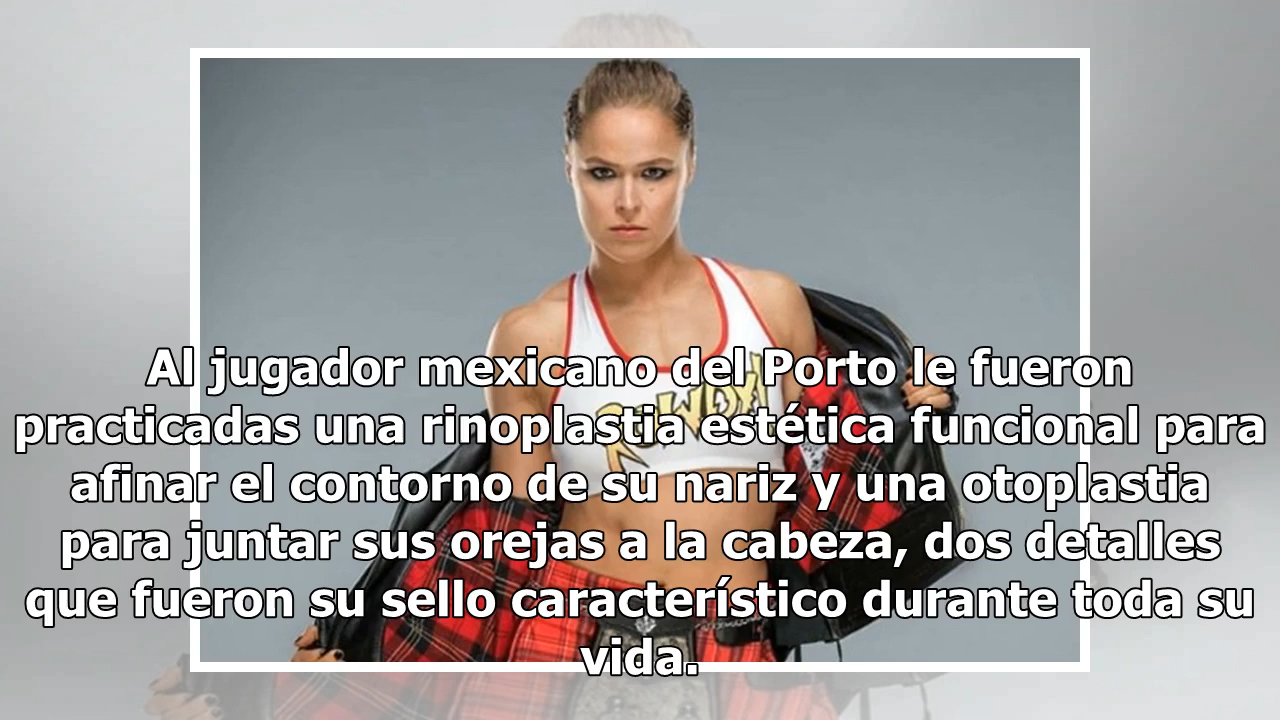 Al jugador mexicano del Porto le fueron
practicadas una rinoplastia estética funcional para
afinar el contorno de su nariz y una otoplastia
para juntar sus orejas a la cabeza, dos detalles
que fueron su sello característico durante toda su
vida.